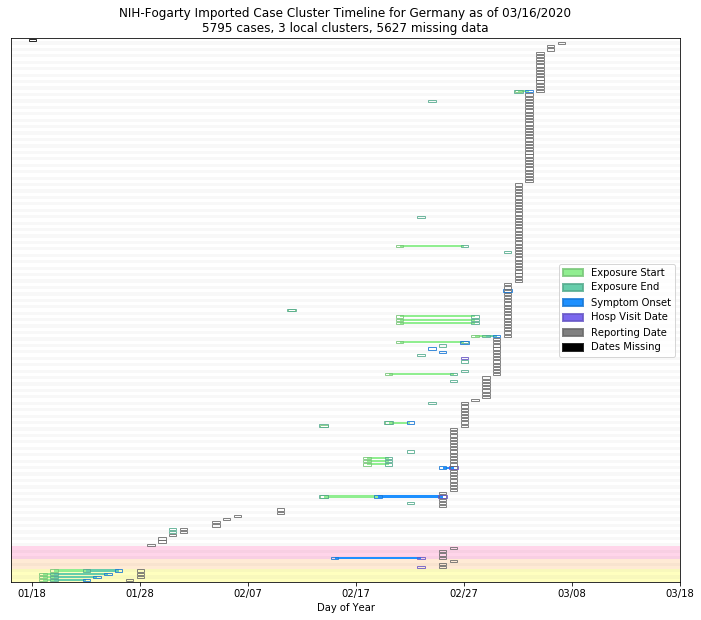 NIH-Fogarty Imported Case Cluster Timeline for Germany as of 03/16/2020
5795 cases, 3 local clusters, 5627 missing data
Exposure Start
Exposure End
Symptom Onset
Hosp Visit Date
Reporting Date
Dates Missing
01/18 01/28 02/07 02/17 02/27 03/08 03/18
Day of Year